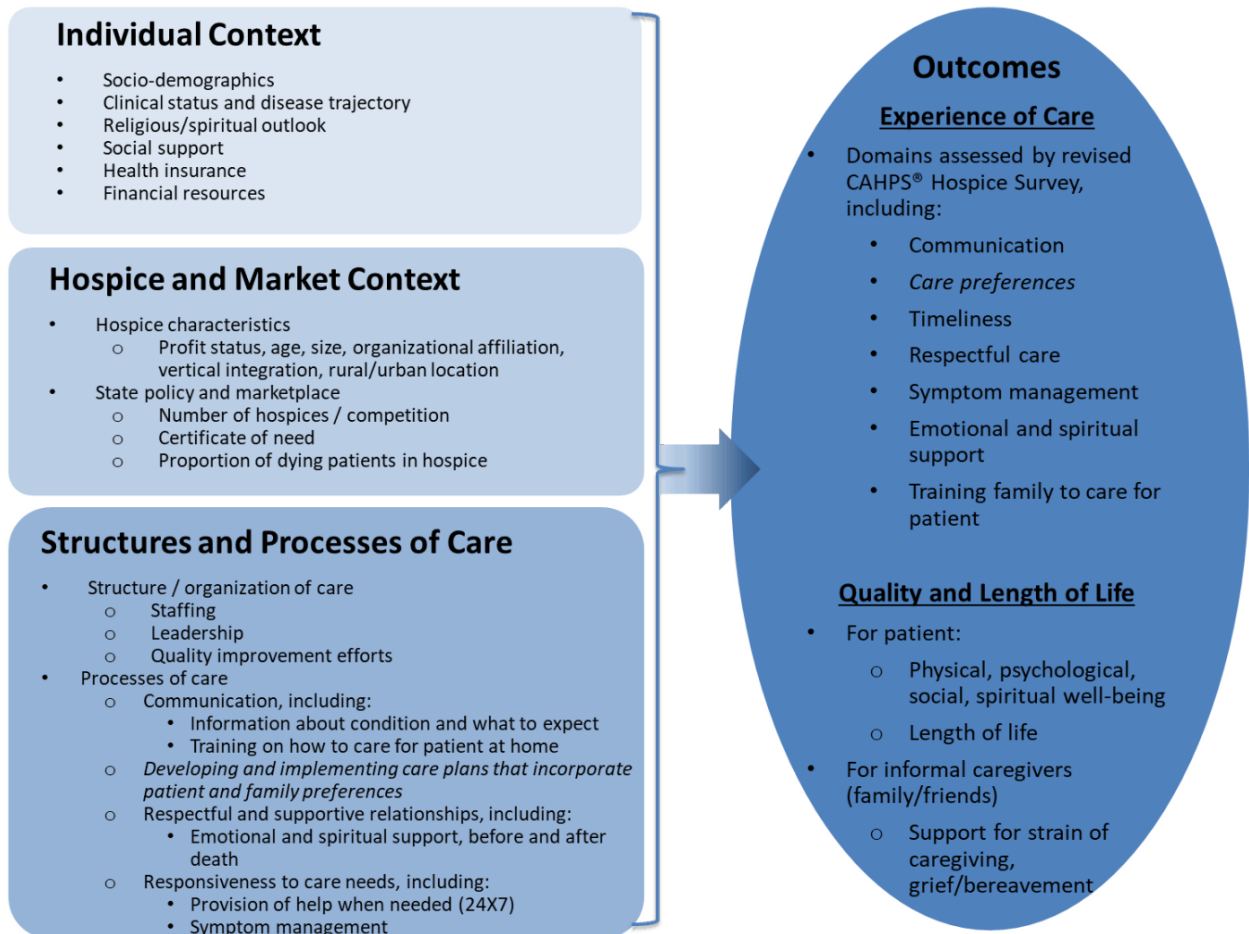 Individual Context
• Socio-demographics
• Clinical status and disease trajectory
• Religious/spiritual outlook
• Social support
• Health insurance
• Financial resources
Hospice and Market Context
• Hospice characteristics
o Profit status, age, size, organizational affiliation,
vertical integration, rural/urban location
• State policy and marketplace
o Number of hospices / competition
o Certificate of need
o Proportion of dying patients in hospice
Structures and Processes of Care
• Structure / organization of care
o Staffing
o Leadership
o Quality improvement efforts
• Processes of care
o Communication, including:
• Information about condition and what to expect
• Training on how to care for patient at home
o Developing and implementing care plans that incorporate
patient and family preferences
o Respectful and supportive relationships, including:
• Emotional and spiritual support, before and after
death
o Responsiveness to care needs, including:
• Provision of help when needed (24X7)
• Symptom management
Outcomes
Experience of Care
• Domains assessed by revised
CAHPS® Hospice Survey,
including:
• Communication
• Care preferences
• Timeliness
• Respectful care
• Symptom management
• Emotional and spiritual
support
• Training family to care for
patient
Quality and Length of Life
• For patient:
o Physical, psychological,
social, spiritual well-being
o Length of life
• For informal caregivers
(family/friends)
o Support for strain of
caregiving,
grief/bereavement